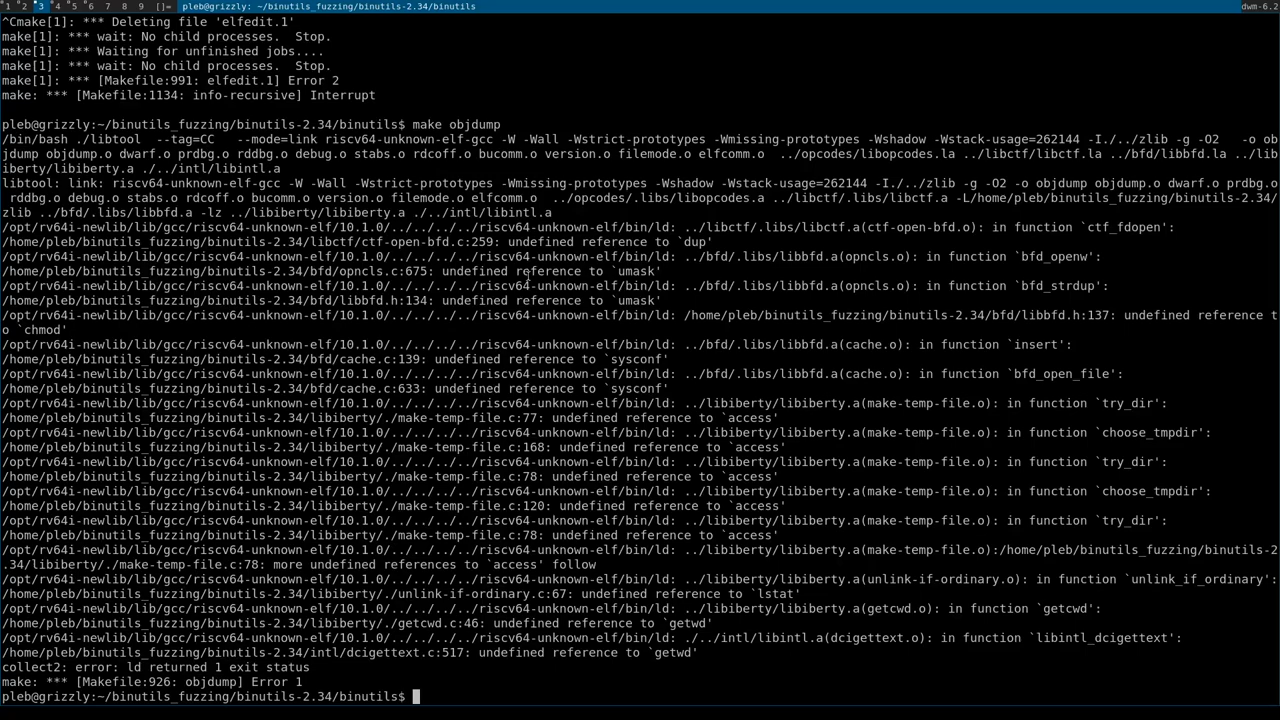 1 2 3 4 5 6 7 8 9 []= pleb@grizzly: ~/binutils_fuzzing/binutils-2.34/binutils dwm-6.2
^Cmake[1]: *** Deleting file 'elfedit.1'
make[1]: *** wait: No child processes.  Stop.
make[1]: *** Waiting for unfinished jobs....
make[1]: *** wait: No child processes.  Stop.
make[1]: *** [Makefile:991: elfedit.1] Error 2
make: *** [Makefile:1134: info-recursive] Interrupt
pleb@grizzly:~/binutils_fuzzing/binutils-2.34/binutils$ make objdump
/bin/bash ./libtool  --tag=CC   --mode=link riscv64-unknown-elf-gcc -W -Wall -Wstrict-prototypes -Wmissing-prototypes -Wshadow -Wstack-usage=262144 -I./../zlib -g -O2   -o ob
jdump objdump.o dwarf.o prdbg.o rddbg.o debug.o stabs.o rdcoff.o bucomm.o version.o filemode.o elfcomm.o  ../opcodes/libopcodes.la ../libctf/libctf.la ../bfd/libbfd.la ../lib
iberty/libiberty.a ./../intl/libintl.a
libtool: link: riscv64-unknown-elf-gcc -W -Wall -Wstrict-prototypes -Wmissing-prototypes -Wshadow -Wstack-usage=262144 -I./../zlib -g -O2 -o objdump objdump.o dwarf.o prdbg.o
 rddbg.o debug.o stabs.o rdcoff.o bucomm.o version.o filemode.o elfcomm.o  ../opcodes/.libs/libopcodes.a ../libctf/.libs/libctf.a -L/home/pleb/binutils_fuzzing/binutils-2.34/
zlib ../bfd/.libs/libbfd.a -lz ../libiberty/libiberty.a ./../intl/libintl.a
/opt/rv64i-newlib/lib/gcc/riscv64-unknown-elf/10.1.0/../../../../riscv64-unknown-elf/bin/ld: ../libctf/.libs/libctf.a(ctf-open-bfd.o): in function `ctf_fdopen':
/home/pleb/binutils_fuzzing/binutils-2.34/libctf/ctf-open-bfd.c:259: undefined reference to `dup'
/opt/rv64i-newlib/lib/gcc/riscv64-unknown-elf/10.1.0/../../../../riscv64-unknown-elf/bin/ld: ../bfd/.libs/libbfd.a(opncls.o): in function `bfd_openw':
/home/pleb/binutils_fuzzing/binutils-2.34/bfd/opncls.c:675: undefined reference to `umask'
/opt/rv64i-newlib/lib/gcc/riscv64-unknown-elf/10.1.0/../../../../riscv64-unknown-elf/bin/ld: ../bfd/.libs/libbfd.a(opncls.o): in function `bfd_strdup':
/home/pleb/binutils_fuzzing/binutils-2.34/bfd/libbfd.h:134: undefined reference to `umask'
/opt/rv64i-newlib/lib/gcc/riscv64-unknown-elf/10.1.0/../../../../riscv64-unknown-elf/bin/ld: /home/pleb/binutils_fuzzing/binutils-2.34/bfd/libbfd.h:137: undefined reference t
o `chmod'
/opt/rv64i-newlib/lib/gcc/riscv64-unknown-elf/10.1.0/../../../../riscv64-unknown-elf/bin/ld: ../bfd/.libs/libbfd.a(cache.o): in function `insert':
/home/pleb/binutils_fuzzing/binutils-2.34/bfd/cache.c:139: undefined reference to `sysconf'
/opt/rv64i-newlib/lib/gcc/riscv64-unknown-elf/10.1.0/../../../../riscv64-unknown-elf/bin/ld: ../bfd/.libs/libbfd.a(cache.o): in function `bfd_open_file':
/home/pleb/binutils_fuzzing/binutils-2.34/bfd/cache.c:633: undefined reference to `sysconf'
/opt/rv64i-newlib/lib/gcc/riscv64-unknown-elf/10.1.0/../../../../riscv64-unknown-elf/bin/ld: ../libiberty/libiberty.a(make-temp-file.o): in function `try_dir':
/home/pleb/binutils_fuzzing/binutils-2.34/libiberty/./make-temp-file.c:77: undefined reference to `access'
/opt/rv64i-newlib/lib/gcc/riscv64-unknown-elf/10.1.0/../../../../riscv64-unknown-elf/bin/ld: ../libiberty/libiberty.a(make-temp-file.o): in function `choose_tmpdir':
/home/pleb/binutils_fuzzing/binutils-2.34/libiberty/./make-temp-file.c:168: undefined reference to `access'
/opt/rv64i-newlib/lib/gcc/riscv64-unknown-elf/10.1.0/../../../../riscv64-unknown-elf/bin/ld: ../libiberty/libiberty.a(make-temp-file.o): in function `try_dir':
/home/pleb/binutils_fuzzing/binutils-2.34/libiberty/./make-temp-file.c:78: undefined reference to `access'
/opt/rv64i-newlib/lib/gcc/riscv64-unknown-elf/10.1.0/../../../../riscv64-unknown-elf/bin/ld: ../libiberty/libiberty.a(make-temp-file.o): in function `choose_tmpdir':
/home/pleb/binutils_fuzzing/binutils-2.34/libiberty/./make-temp-file.c:120: undefined reference to `access'
/opt/rv64i-newlib/lib/gcc/riscv64-unknown-elf/10.1.0/../../../../riscv64-unknown-elf/bin/ld: ../libiberty/libiberty.a(make-temp-file.o): in function `try_dir':
/home/pleb/binutils_fuzzing/binutils-2.34/libiberty/./make-temp-file.c:78: undefined reference to `access'
/opt/rv64i-newlib/lib/gcc/riscv64-unknown-elf/10.1.0/../../../../riscv64-unknown-elf/bin/ld: ../libiberty/libiberty.a(make-temp-file.o):/home/pleb/binutils_fuzzing/binutils-2
.34/libiberty/./make-temp-file.c:78: more undefined references to `access' follow
/opt/rv64i-newlib/lib/gcc/riscv64-unknown-elf/10.1.0/../../../../riscv64-unknown-elf/bin/ld: ../libiberty/libiberty.a(unlink-if-ordinary.o): in function `unlink_if_ordinary':
/home/pleb/binutils_fuzzing/binutils-2.34/libiberty/./unlink-if-ordinary.c:67: undefined reference to `lstat'
/opt/rv64i-newlib/lib/gcc/riscv64-unknown-elf/10.1.0/../../../../riscv64-unknown-elf/bin/ld: ../libiberty/libiberty.a(getcwd.o): in function `getcwd':
/home/pleb/binutils_fuzzing/binutils-2.34/libiberty/./getcwd.c:46: undefined reference to `getwd'
/opt/rv64i-newlib/lib/gcc/riscv64-unknown-elf/10.1.0/../../../../riscv64-unknown-elf/bin/ld: ./../intl/libintl.a(dcigettext.o): in function `libintl_dcigettext':
/home/pleb/binutils_fuzzing/binutils-2.34/intl/dcigettext.c:517: undefined reference to `getwd'
collect2: error: ld returned 1 exit status
make: *** [Makefile:926: objdump] Error 1
pleb@grizzly:~/binutils_fuzzing/binutils-2.34/binutils$